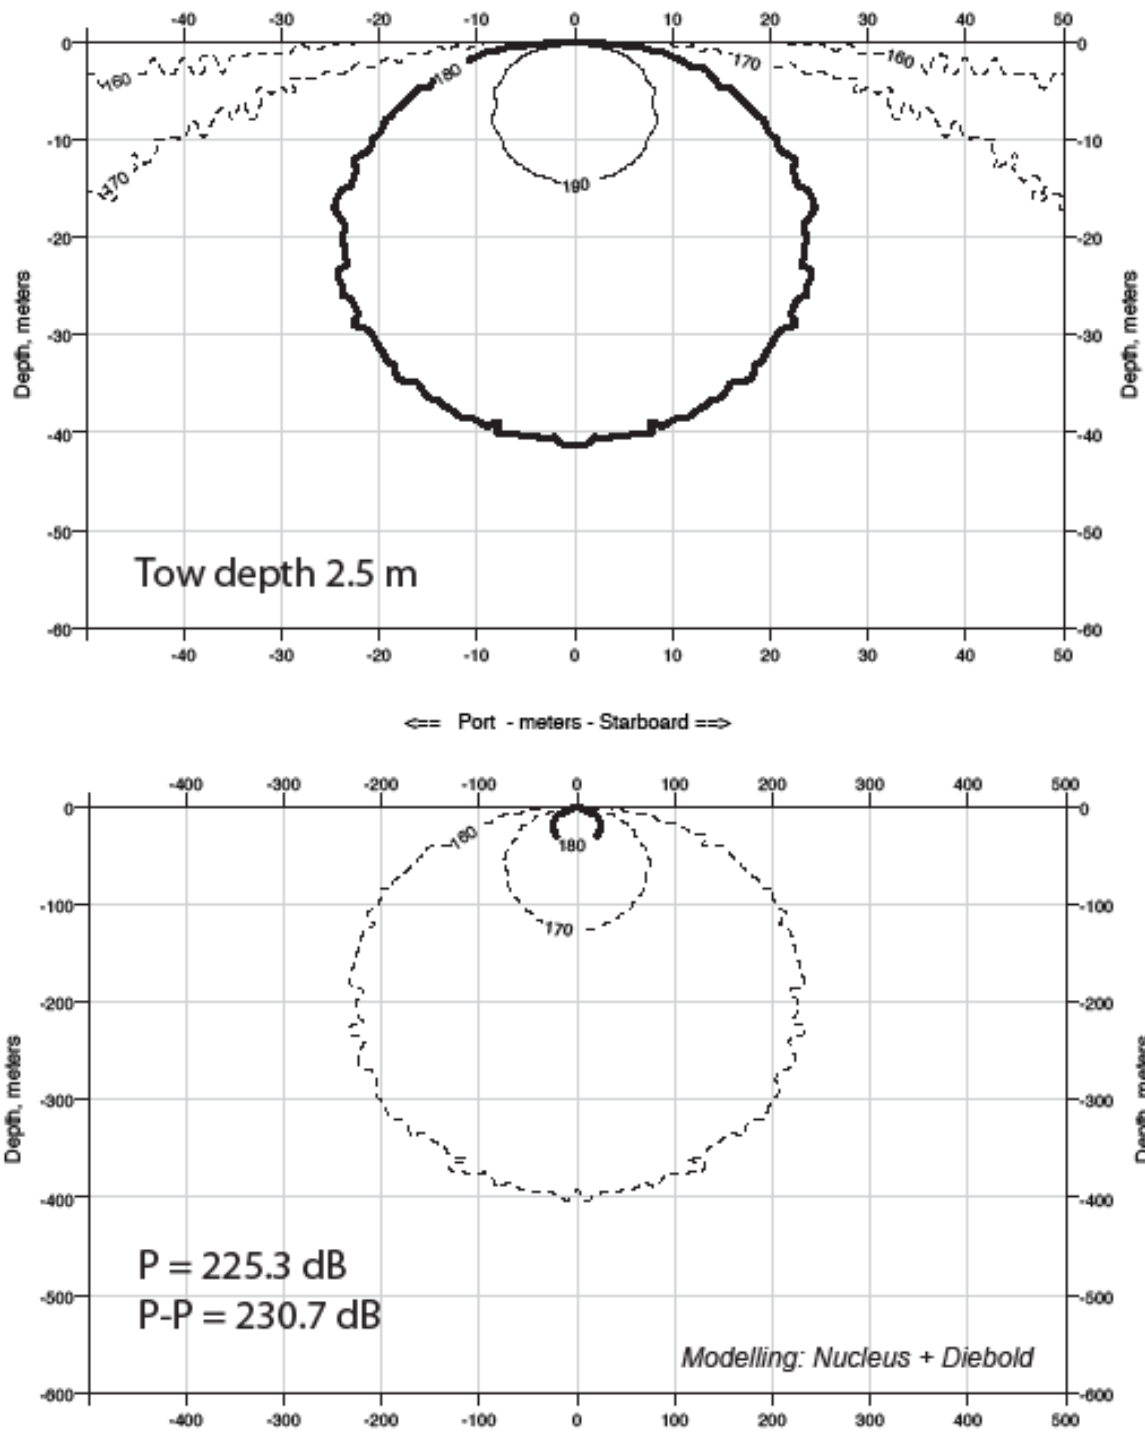 -40 -30 -20 -10 0 10 20 30 40 50
0 0
160 180 170 160
-10 -10
170 190
-20 -20
Depth, meters Depth, meters
-30 -30
-40 -40
-50 -50
Tow depth 2.5 m
-60 -60
-40 -30 -20 -10 0 10 20 30 40 50
<== Port - meters - Starboard ==>
-400 -300 -200 -100 0 100 200 300 400 500
0 0
160 180
-100 -100
170
-200 -200
Depth, meters Depth, meters
-300 -300
-400 -400
P = 225.3 dB
-500 -500
P-P = 230.7 dB
Modelling: Nucleus + Diebold
-600 -600
-400 -300 -200 -100 0 100 200 300 400 500